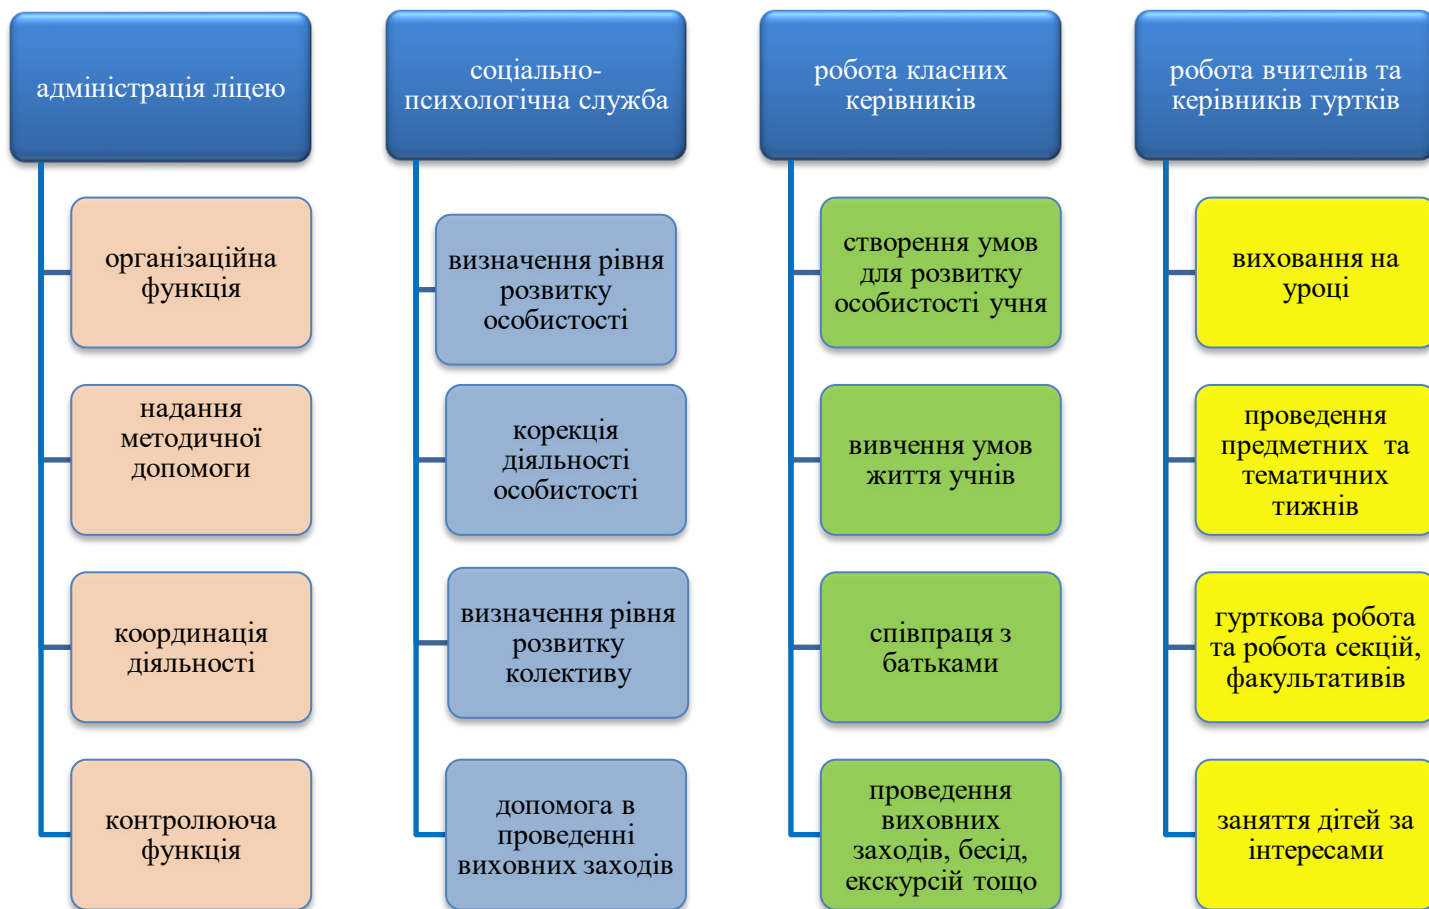 адміністрація ліцею
організаційна
функція
надання
методичної
допомоги
координація
діяльності
контролююча
функція
соціально-
психологічна служба
визначення рівня
розвитку
особистості
корекція
діяльності
особистості
визначення рівня
розвитку
колективу
допомога в
проведенні
виховних заходів
робота класних
керівників
створення умов
для розвитку
особистості учня
вивчення умов
життя учнів
співпраця з
батьками
проведення
виховних
заходів, бесід,
екскурсій тощо
робота вчителів та
керівників гуртків
виховання на
уроці
проведення
предметних та
тематичних
тижнів
гурткова робота
та робота секцій,
факультативів
заняття дітей за
інтересами